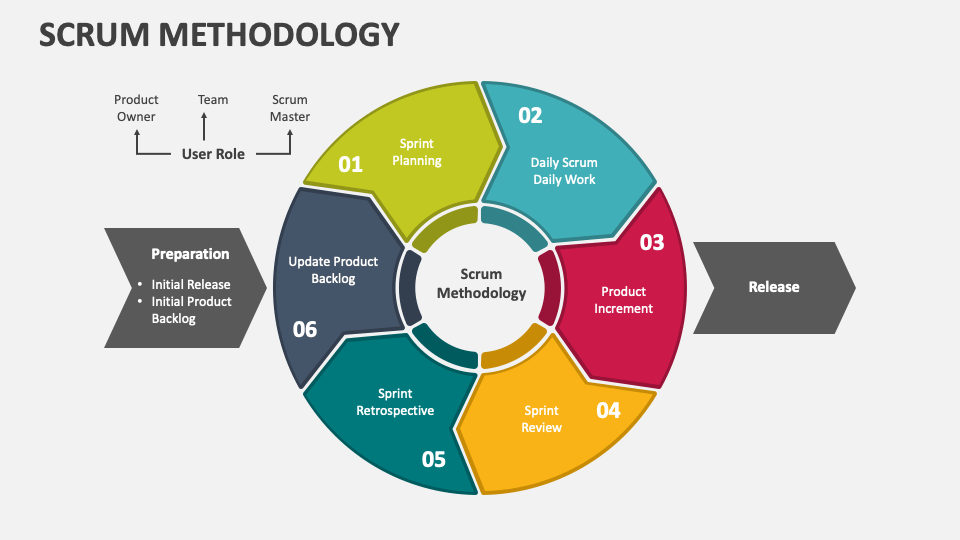 SCRUM METHODOLOGY
Product
Owner
Team
Scrum
Master
User Role
01
Sprint
Planning
02
Daily Scrum
Daily Work
03
Product
Increment
04
Sprint
Review
05
Sprint
Retrospective
06
Update Product
Backlog
Scrum
Methodology
Preparation
• Initial Release
• Initial Product
Backlog
Release